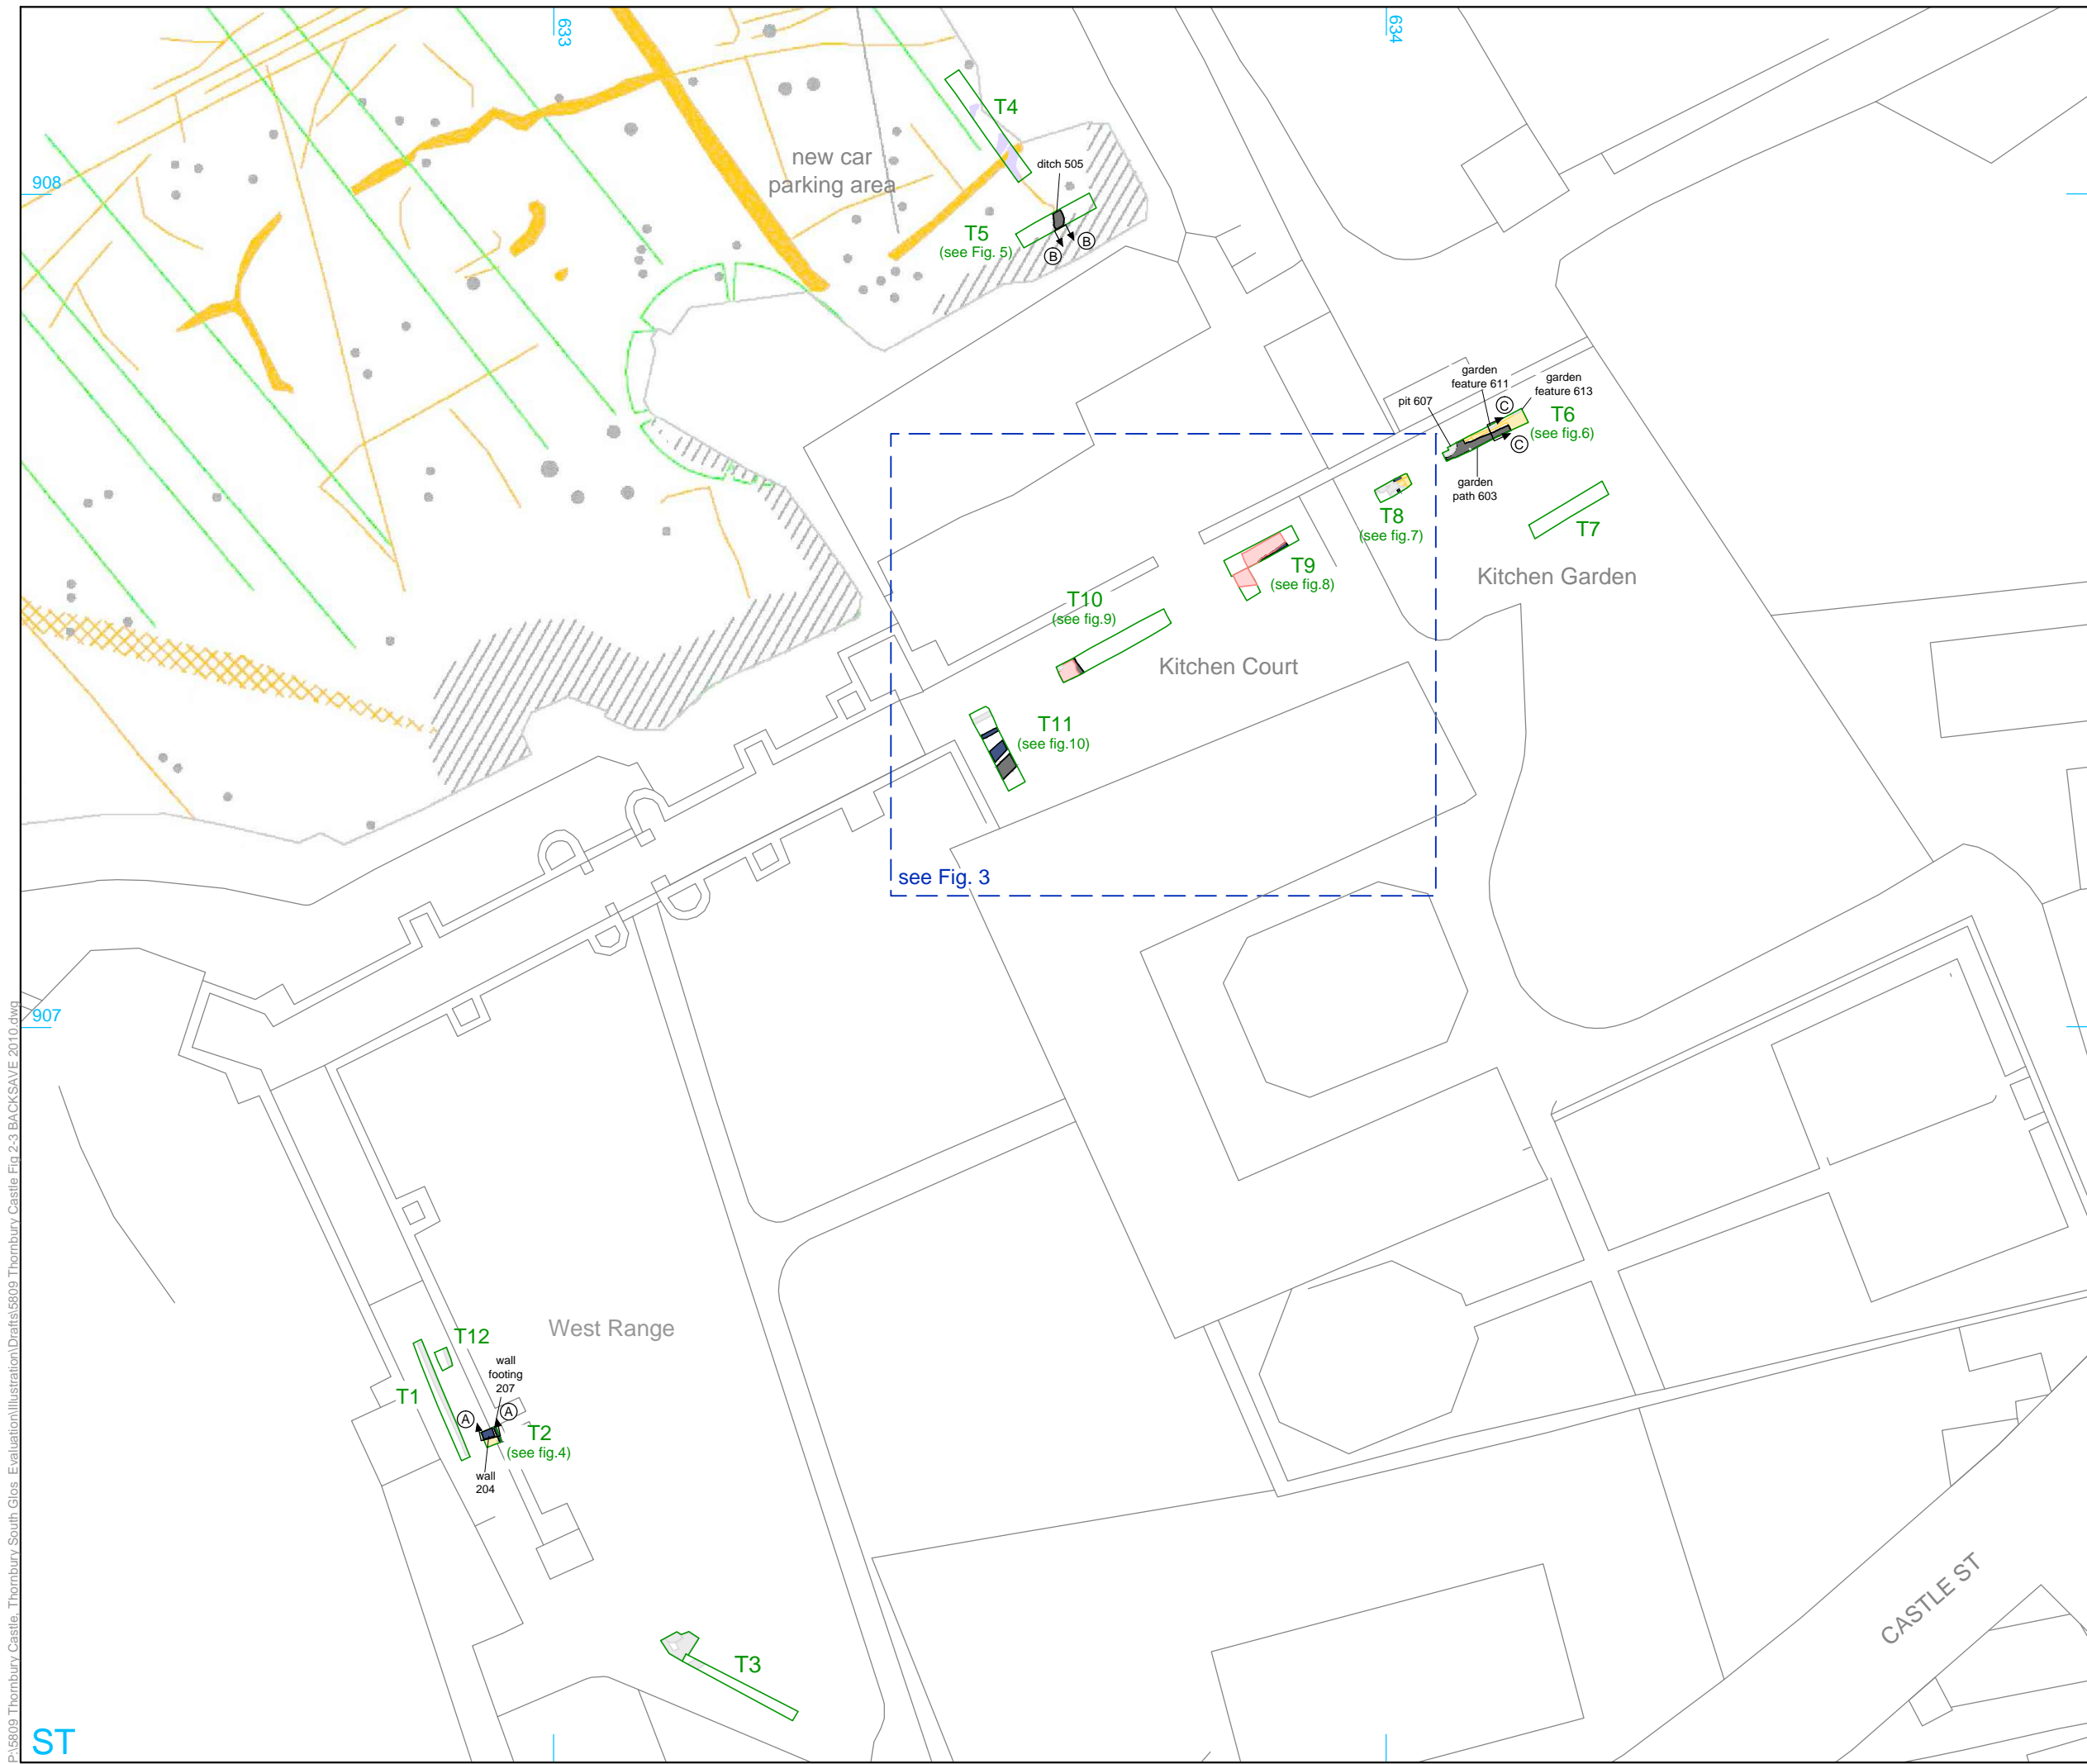 633
634
T4
new car
parking area
ditch 505
908
T5
(see Fig. 5)
B
B
garden
feature 611
garden
feature 613
pit 607
C
T6
(see fig.6)
C
garden
path 603
T8
(see fig.7)
T7
T9
(see fig.8)
Kitchen Garden
T10
(see fig.9)
Kitchen Court
T11
(see fig.10)
see Fig. 3
907
West Range
T12
wall
footing
207
T1
A
A
T2
(see fig.4)
wall
204
CASTLE ST
T3
ST
P:\5809 Thornbury Castle, Thornbury South Glos Evaluation\Illustration\Drafts\5809 Thornbury Castle Fig 2-3 BACKSAVE 2010.dwg